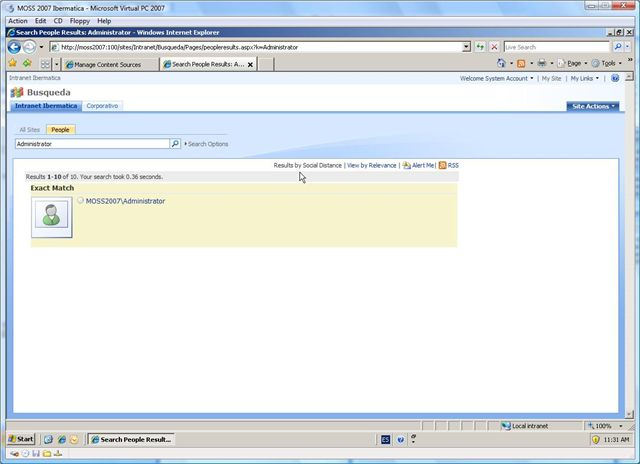 MOSS 2007 Ibermatica - Microsoft Virtual PC 2007
Action Edit CD Floppy Help
Search People Results: Administrator - Windows Internet Explorer
http://moss2007:100/sites/Intranet/Busqueda/Pages/peopleresults.aspx?k=Administrator
Live Search
Manage Content Sources
Search People Results: A...
Page
Tools
Intranet Ibermatica
Welcome System Account
My Site
My Links
Busqueda
Intranet Ibermatica
Corporativo
Site Actions
All Sites
People
Administrator
Search Options
Results by Social Distance | View by Relevance | Alert Me | RSS
Results 1-10 of 10. Your search took 0.36 seconds.
Exact Match
MOSS2007\Administrator
Local intranet
100%
Start
Search People Result...
ES
11:31 AM